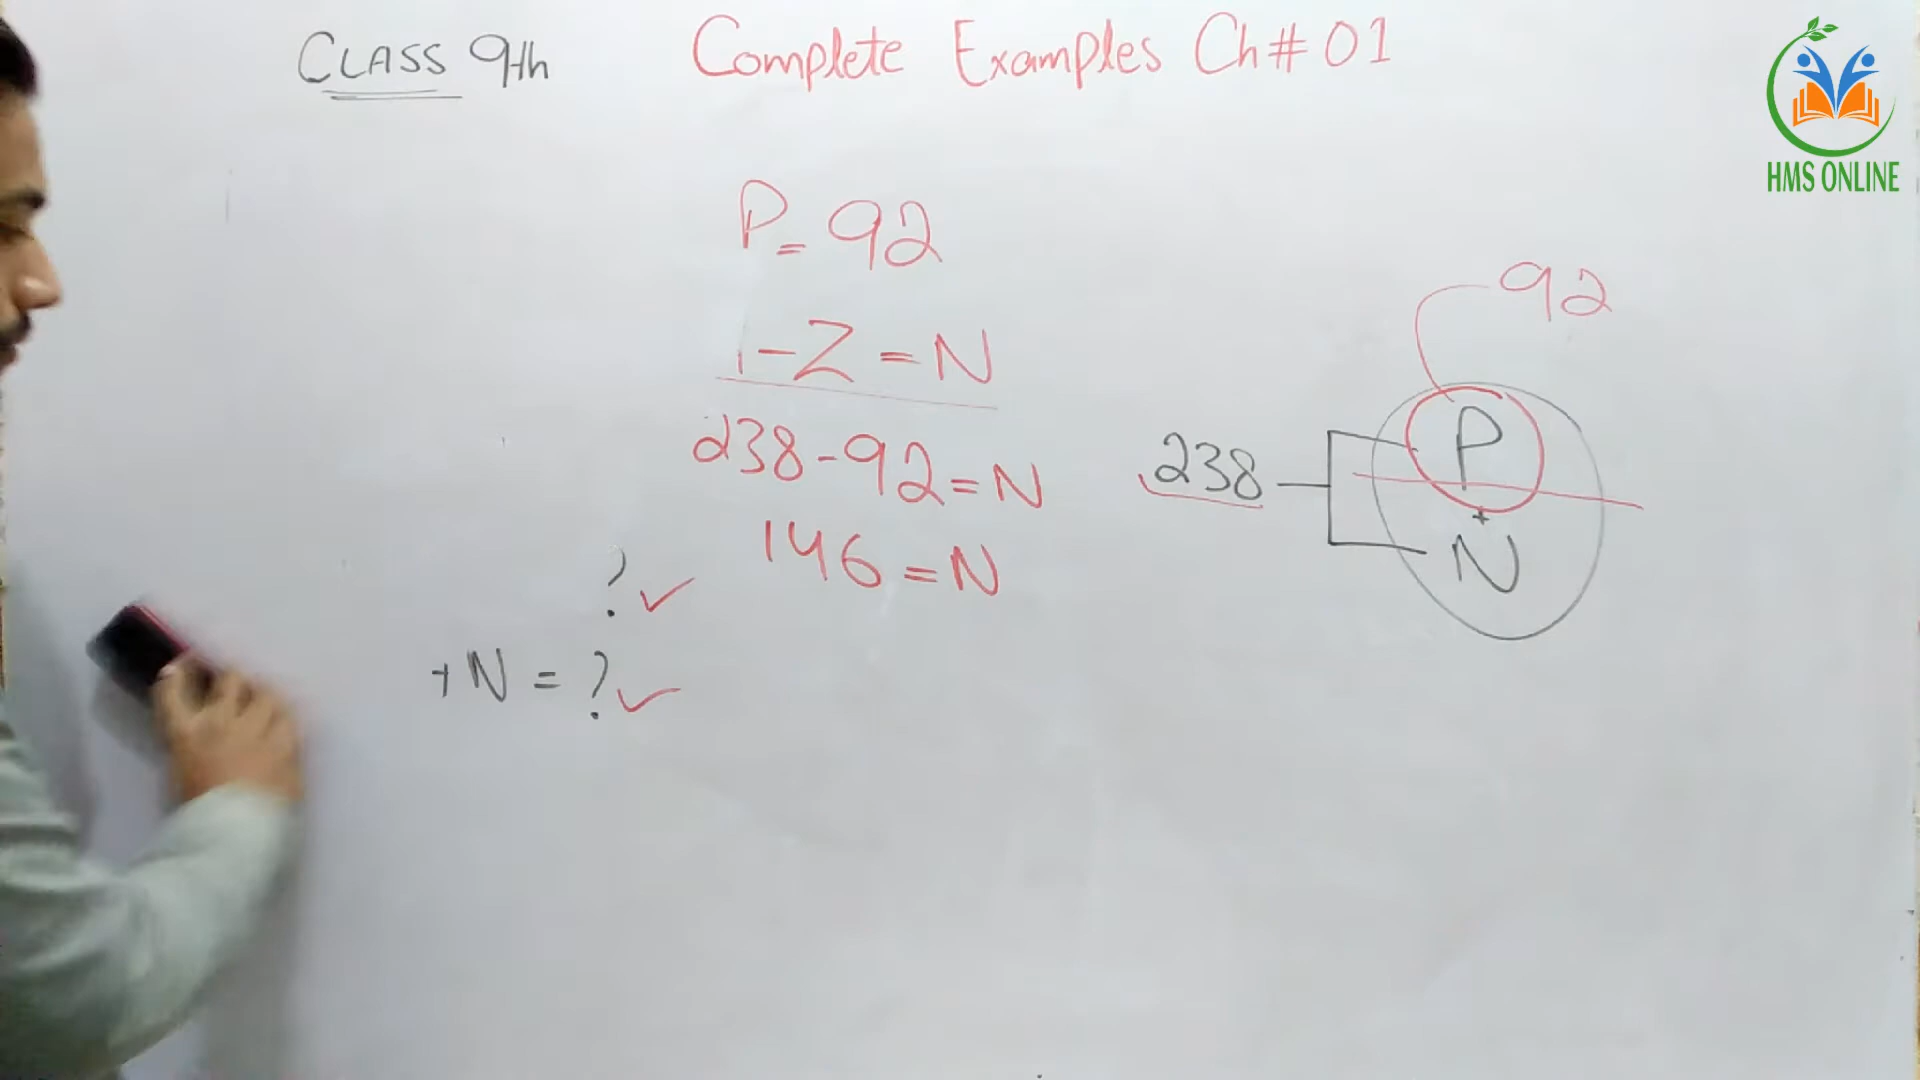 CLASS 9th Complete Examples Ch# 01
HMS ONLINE
P = 92
- Z = N
238 - 92 = N
146 = N
?
+ N = ?
92
238
P
+
N